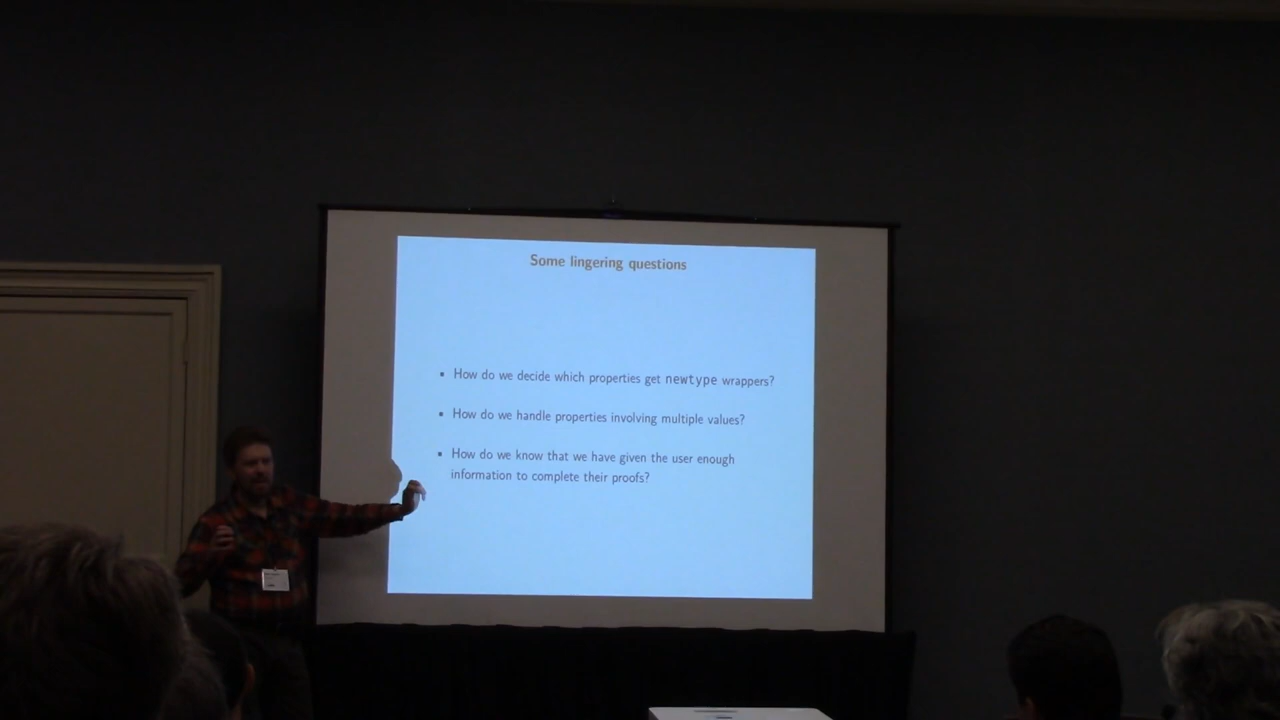 Some lingering questions
• How do we decide which properties get newtype wrappers?
• How do we handle properties involving multiple values?
• How do we know that we have given the user enough
information to complete their proofs?